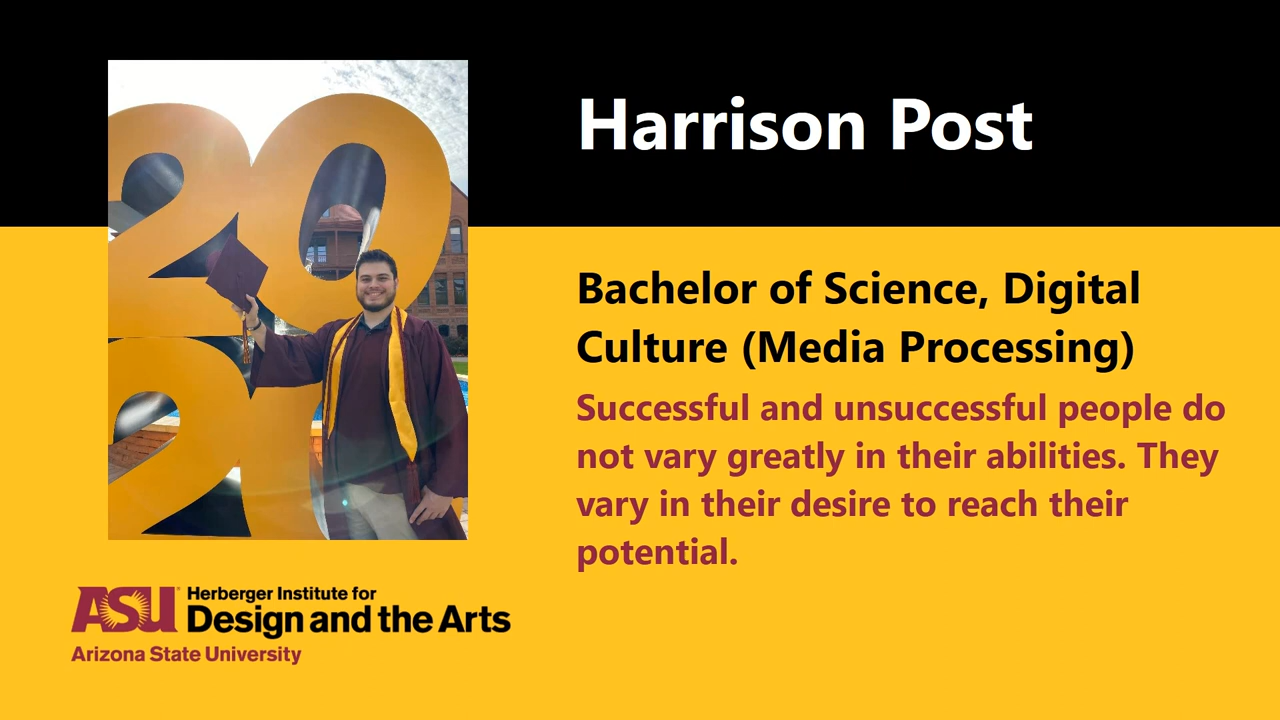 Harrison Post
Bachelor of Science, Digital
Culture (Media Processing)
Successful and unsuccessful people do
not vary greatly in their abilities. They
vary in their desire to reach their
potential.
20
21
ASU Herberger Institute for
Design and the Arts
Arizona State University